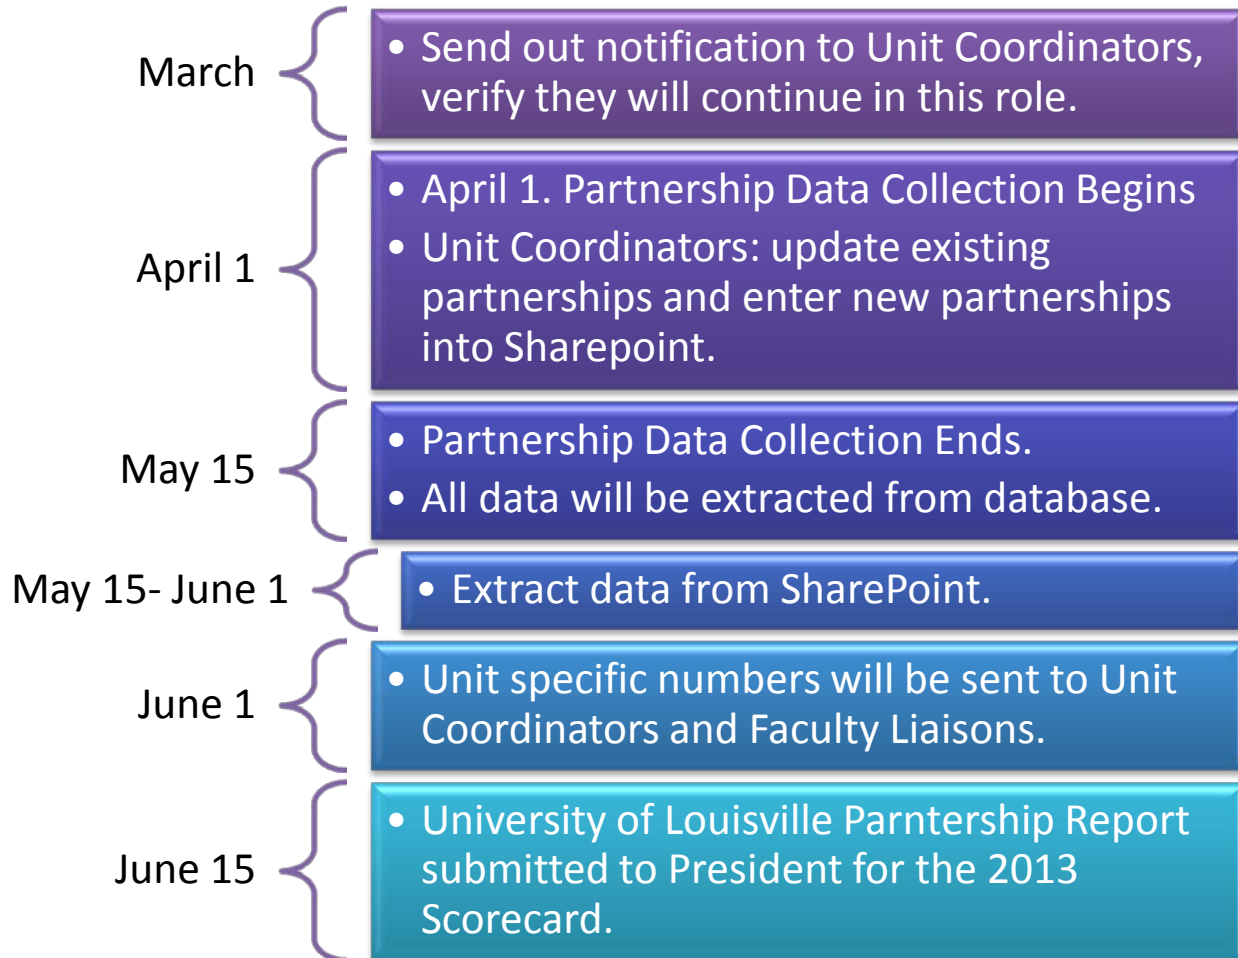 March
• Send out notification to Unit Coordinators,
verify they will continue in this role.
April 1
• April 1. Partnership Data Collection Begins
• Unit Coordinators: update existing
partnerships and enter new partnerships
into Sharepoint.
May 15
• Partnership Data Collection Ends.
• All data will be extracted from database.
May 15- June 1
• Extract data from SharePoint.
June 1
• Unit specific numbers will be sent to Unit
Coordinators and Faculty Liaisons.
June 15
• University of Louisville Parntership Report
submitted to President for the 2013
Scorecard.